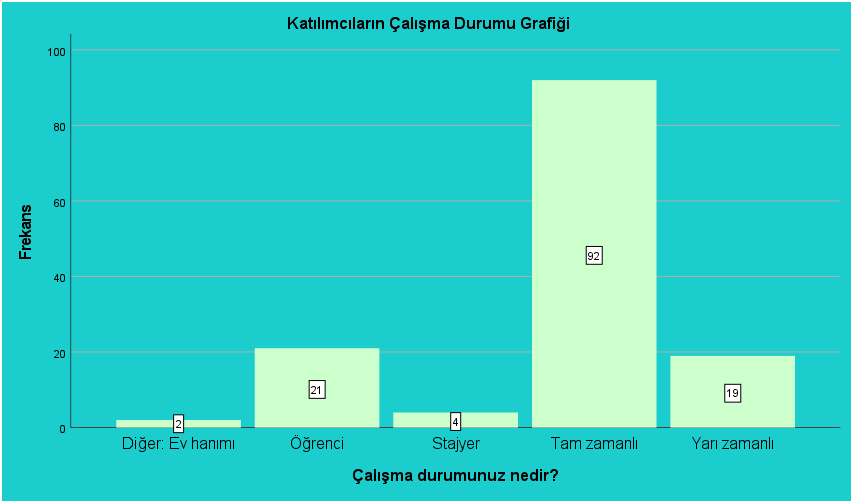 Katılımcıların Çalışma Durumu Grafiği
100
80
60
40
20
0
Frekans
2
21
4
92
19
Diğer: Ev hanımı
Öğrenci
Stajyer
Tam zamanlı
Yarı zamanlı
Çalışma durumunuz nedir?